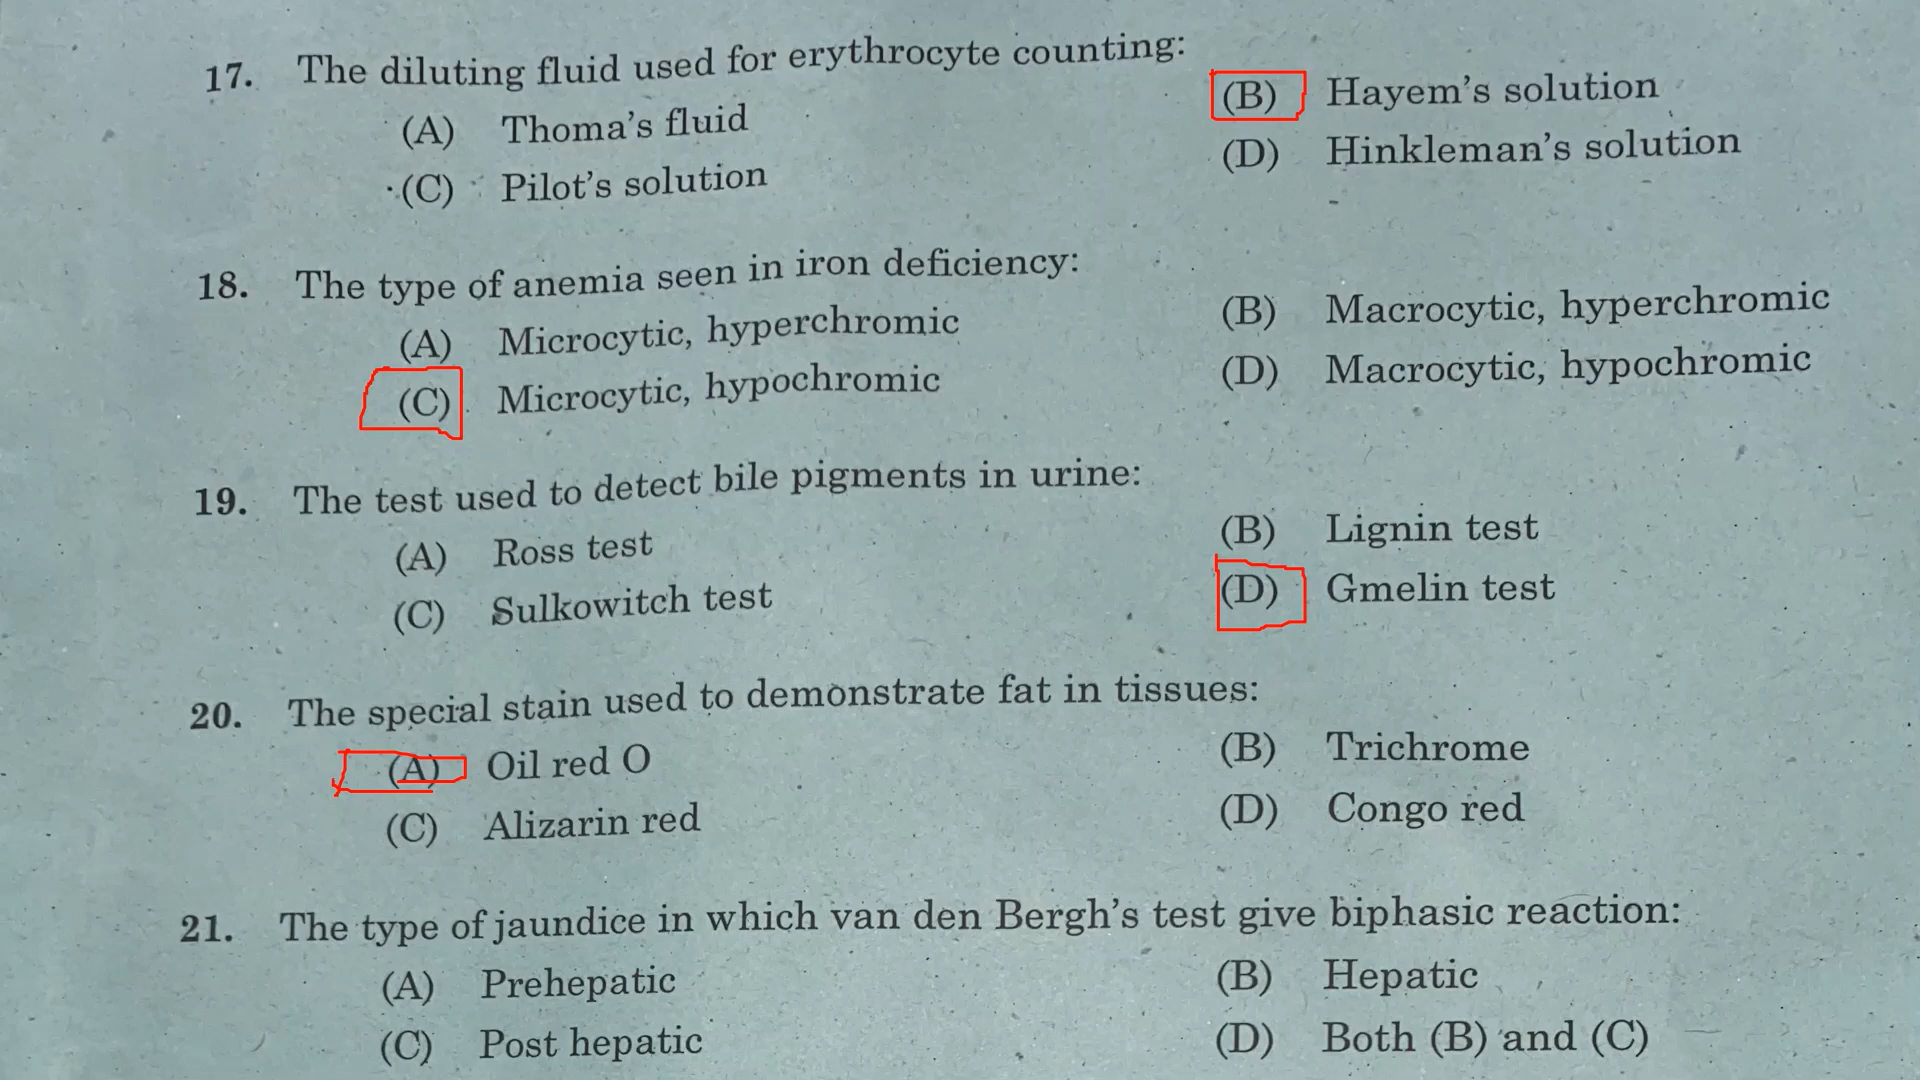 17. The diluting fluid used for erythrocyte counting:
(A) Thoma's fluid (B) Hayem's solution
(C) Pilot's solution (D) Hinkleman's solution
18. The type of anemia seen in iron deficiency:
(A) Microcytic, hyperchromic (B) Macrocytic, hyperchromic
(C) Microcytic, hypochromic (D) Macrocytic, hypochromic
19. The test used to detect bile pigments in urine:
(A) Ross test (B) Lignin test
(C) Sulkowitch test (D) Gmelin test
20. The special stain used to demonstrate fat in tissues:
(A) Oil red O (B) Trichrome
(C) Alizarin red (D) Congo red
21. The type of jaundice in which van den Bergh's test give biphasic reaction:
(A) Prehepatic (B) Hepatic
(C) Post hepatic (D) Both (B) and (C)